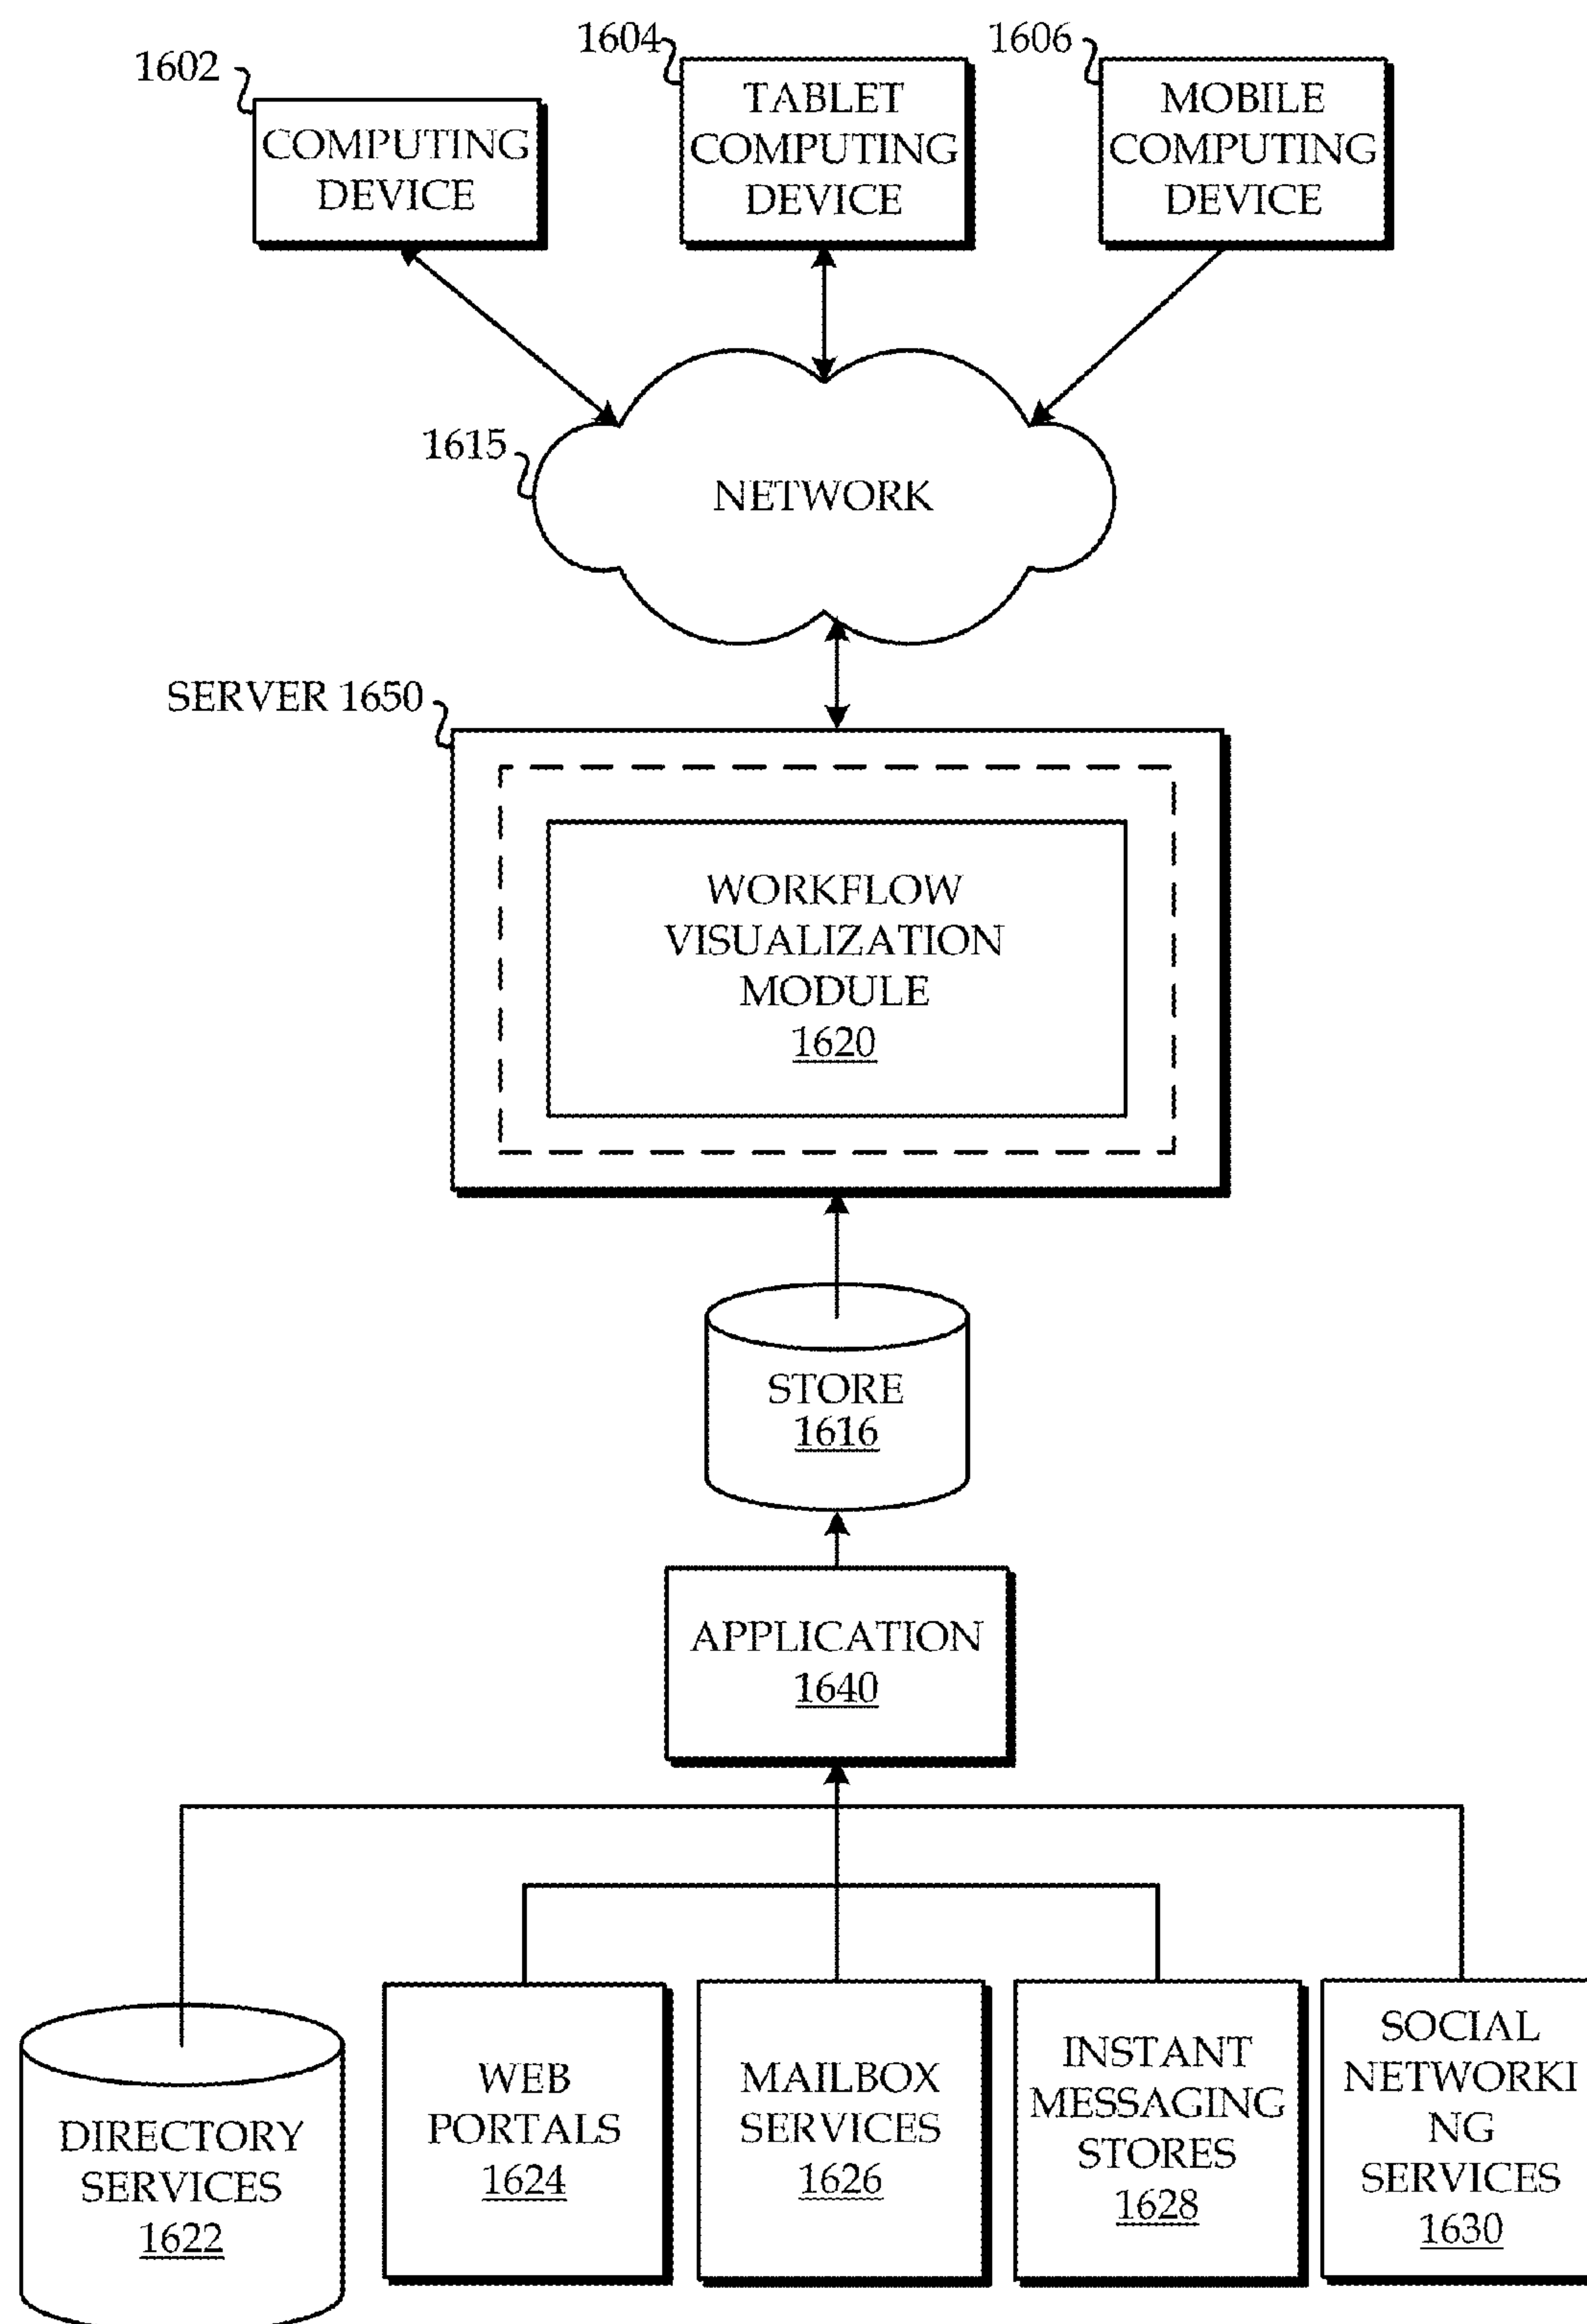 1602
COMPUTING
DEVICE
1604
TABLET
COMPUTING
DEVICE
1606
MOBILE
COMPUTING
DEVICE
1615
NETWORK
SERVER 1650
WORKFLOW
VISUALIZATION
MODULE
1620
STORE
1616
APPLICATION
1640
DIRECTORY
SERVICES
1622
WEB
PORTALS
1624
MAILBOX
SERVICES
1626
INSTANT
MESSAGING
STORES
1628
SOCIAL
NETWORKI
NG
SERVICES
1630